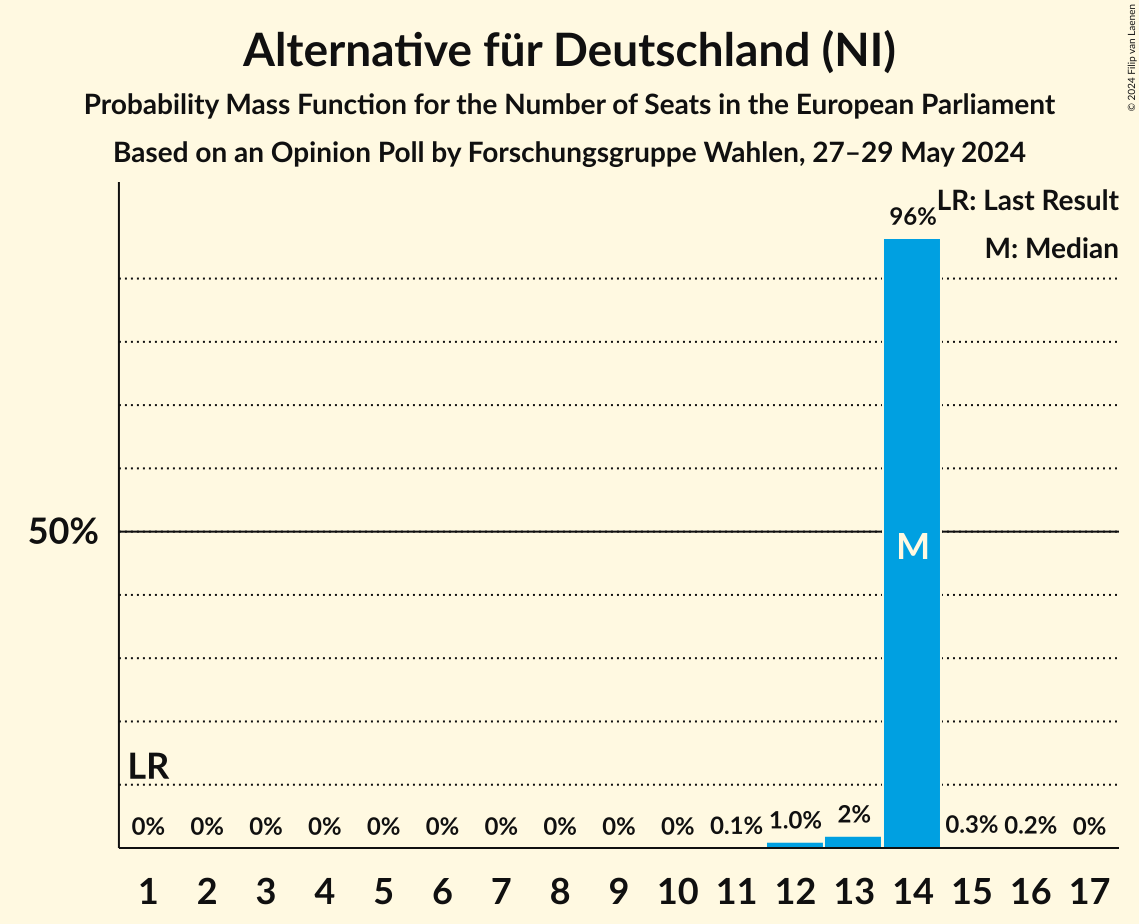 Alternative für Deutschland (NI)
Probability Mass Function for the Number of Seats in the European Parliament
Based on an Opinion Poll by Forschungsgruppe Wahlen, 27–29 May 2024
© 2024 Filip van Laenen
LR: Last Result
M: Median
96%
50%
M
LR
0% 0% 0% 0% 0% 0% 0% 0% 0% 0% 0.1% 1.0% 2% 0.3% 0.2% 0%
1 2 3 4 5 6 7 8 9 10 11 12 13 14 15 16 17